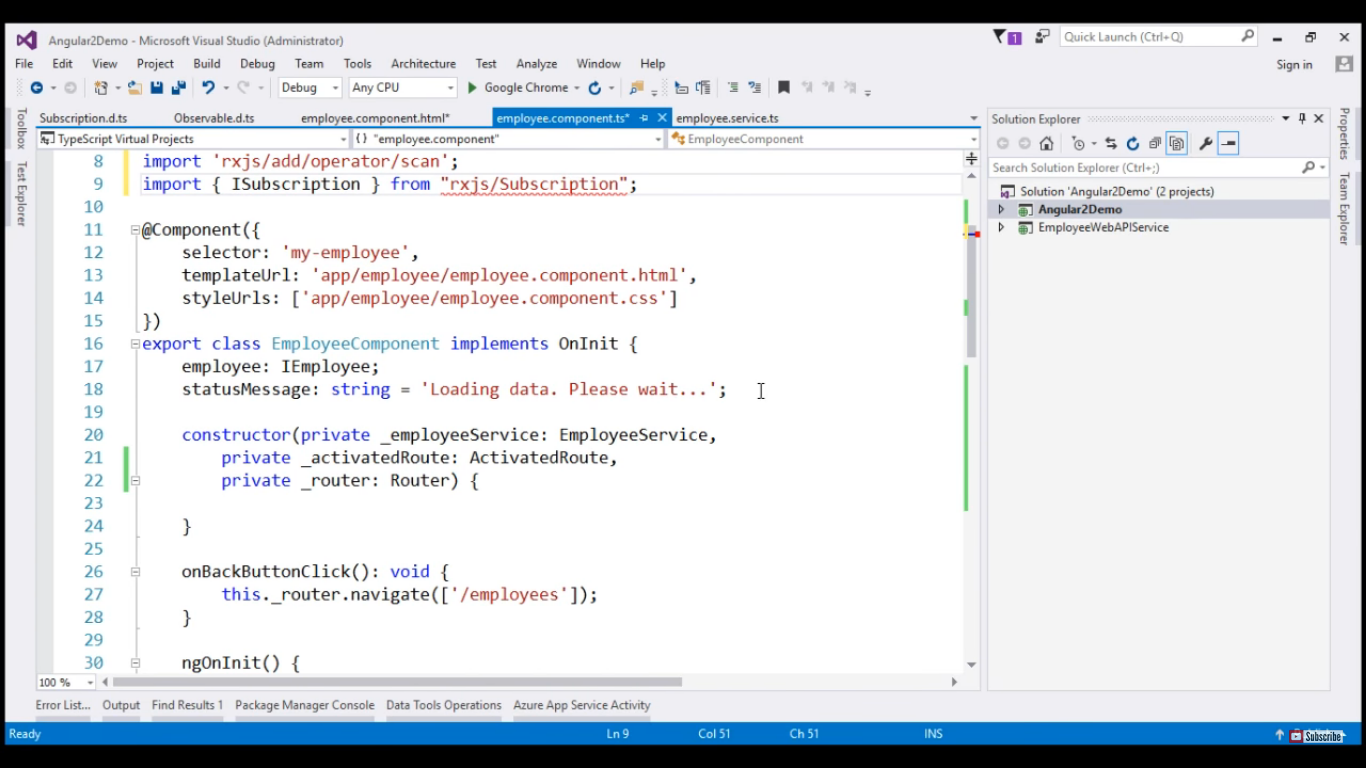 Angular2Demo - Microsoft Visual Studio (Administrator)
1
Quick Launch (Ctrl+Q)
File Edit View Project Build Debug Team Tools Architecture Test Analyze Window Help
Sign in
Debug Any CPU Google Chrome
Subscription.d.ts Observable.d.ts employee.component.html* employee.component.ts* employee.service.ts
TypeScript Virtual Projects {} "employee.component" EmployeeComponent
8 import 'rxjs/add/operator/scan';
9 import { ISubscription } from "rxjs/Subscription";
10
11 @Component({
12 selector: 'my-employee',
13 templateUrl: 'app/employee/employee.component.html',
14 styleUrls: ['app/employee/employee.component.css']
15 })
16 export class EmployeeComponent implements OnInit {
17 employee: IEmployee;
18 statusMessage: string = 'Loading data. Please wait...';
19
20 constructor(private _employeeService: EmployeeService,
21 private _activatedRoute: ActivatedRoute,
22 private _router: Router) {
23
24 }
25
26 onBackButtonClick(): void {
27 this._router.navigate(['/employees']);
28 }
29
30 ngOnInit() {
100 %
Toolbox
Test Explorer
Solution Explorer
Search Solution Explorer (Ctrl+;)
Solution 'Angular2Demo' (2 projects)
Angular2Demo
EmployeeWebAPIService
Properties
Team Explorer
Error List... Output Find Results 1 Package Manager Console Data Tools Operations Azure App Service Activity
Ready Ln 9 Col 51 Ch 51 INS
Subscribe